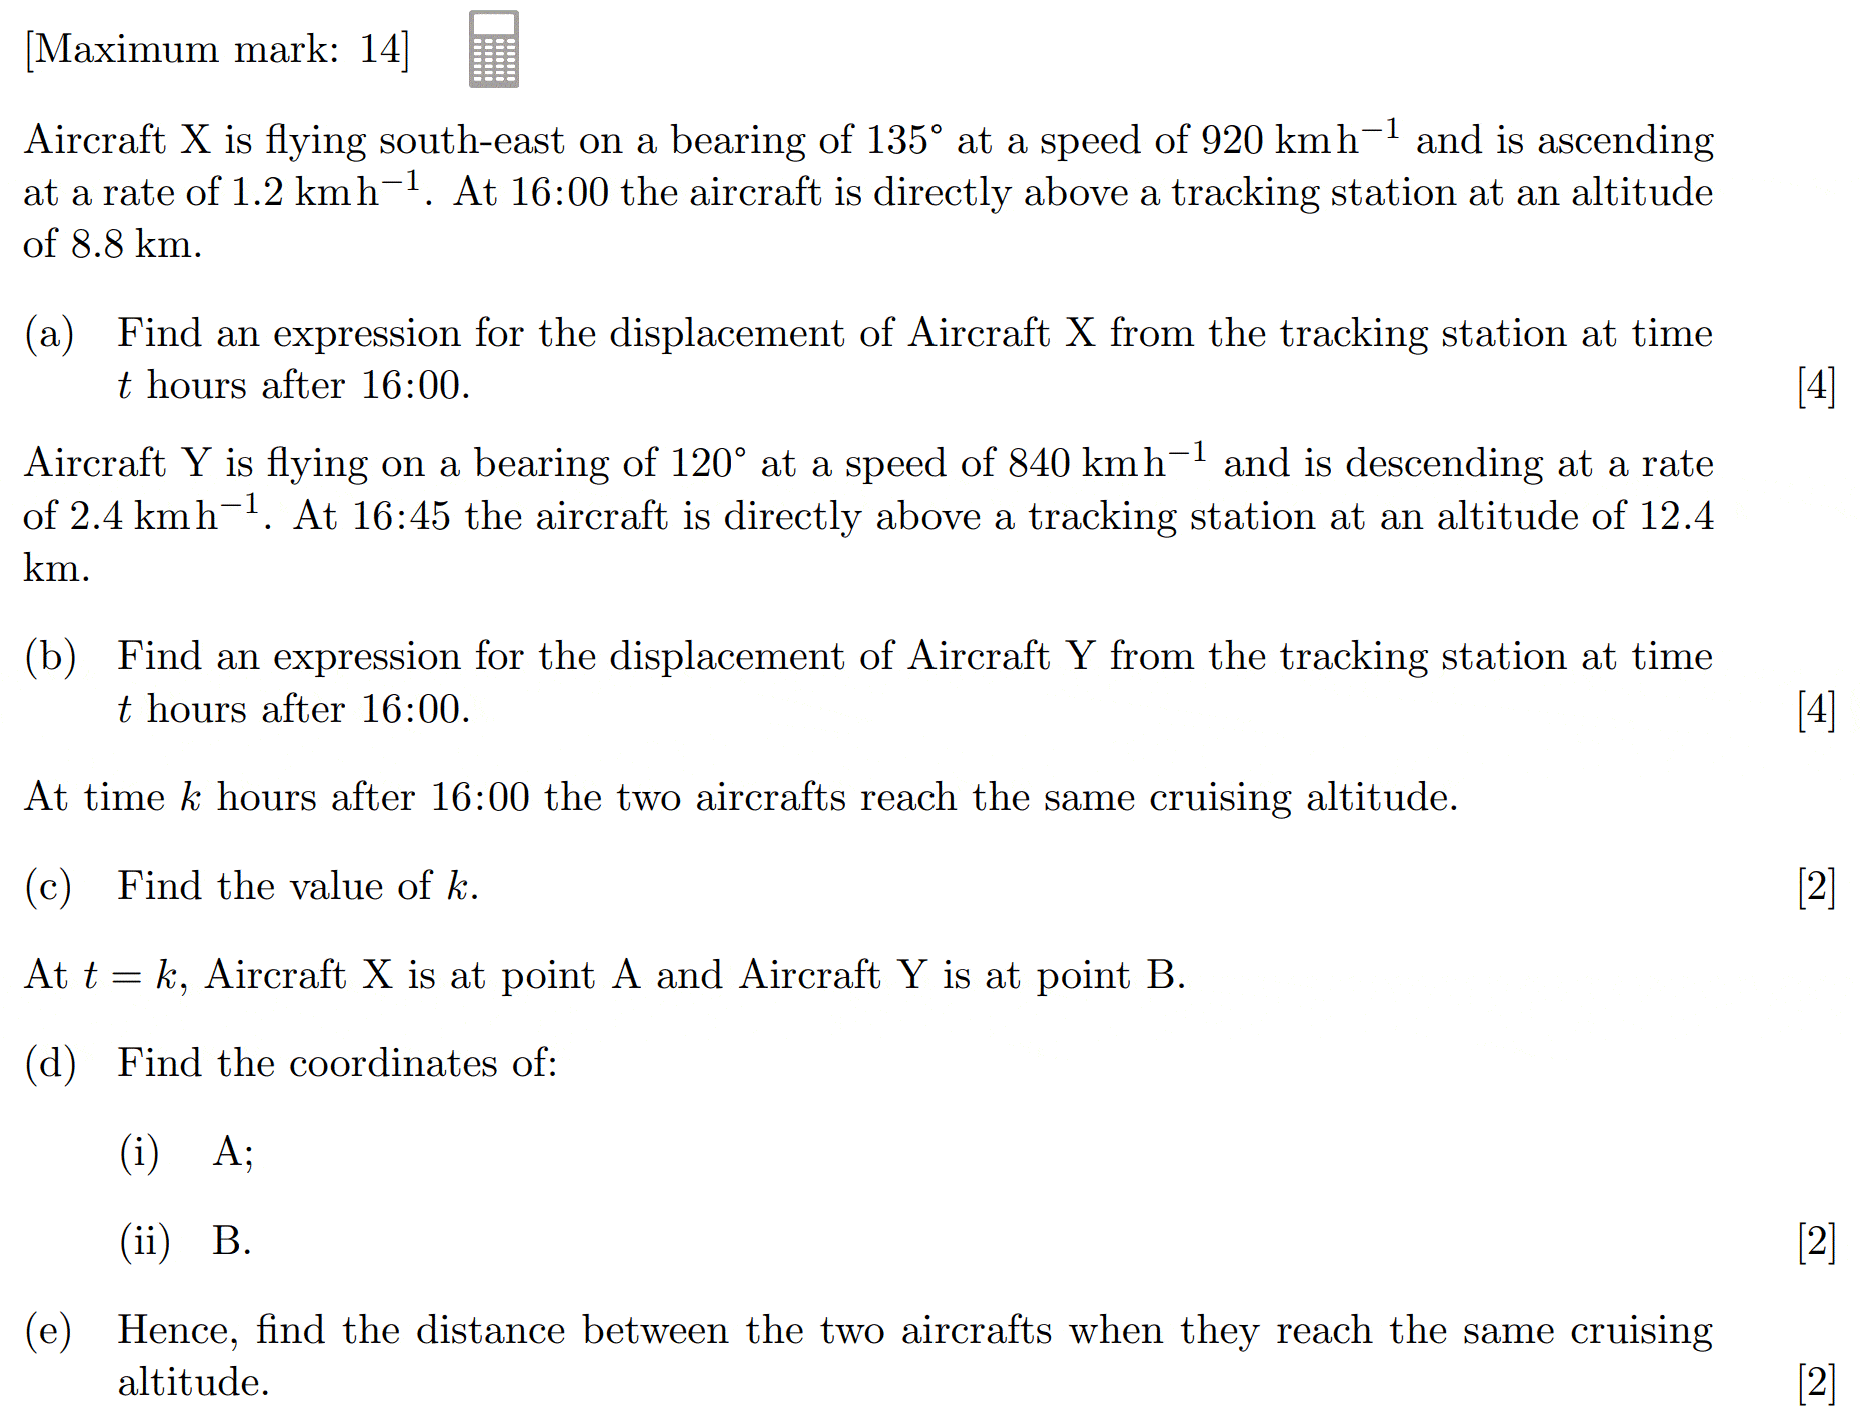 [Maximum mark: 14]
Aircraft X is flying south-east on a bearing of 135° at a speed of 920 km h⁻¹ and is ascending
at a rate of 1.2 km h⁻¹. At 16:00 the aircraft is directly above a tracking station at an altitude
of 8.8 km.
(a) Find an expression for the displacement of Aircraft X from the tracking station at time
t hours after 16:00. [4]
Aircraft Y is flying on a bearing of 120° at a speed of 840 km h⁻¹ and is descending at a rate
of 2.4 km h⁻¹. At 16:45 the aircraft is directly above a tracking station at an altitude of 12.4
km.
(b) Find an expression for the displacement of Aircraft Y from the tracking station at time
t hours after 16:00. [4]
At time k hours after 16:00 the two aircrafts reach the same cruising altitude.
(c) Find the value of k. [2]
At t = k, Aircraft X is at point A and Aircraft Y is at point B.
(d) Find the coordinates of:
(i) A;
(ii) B. [2]
(e) Hence, find the distance between the two aircrafts when they reach the same cruising
altitude. [2]